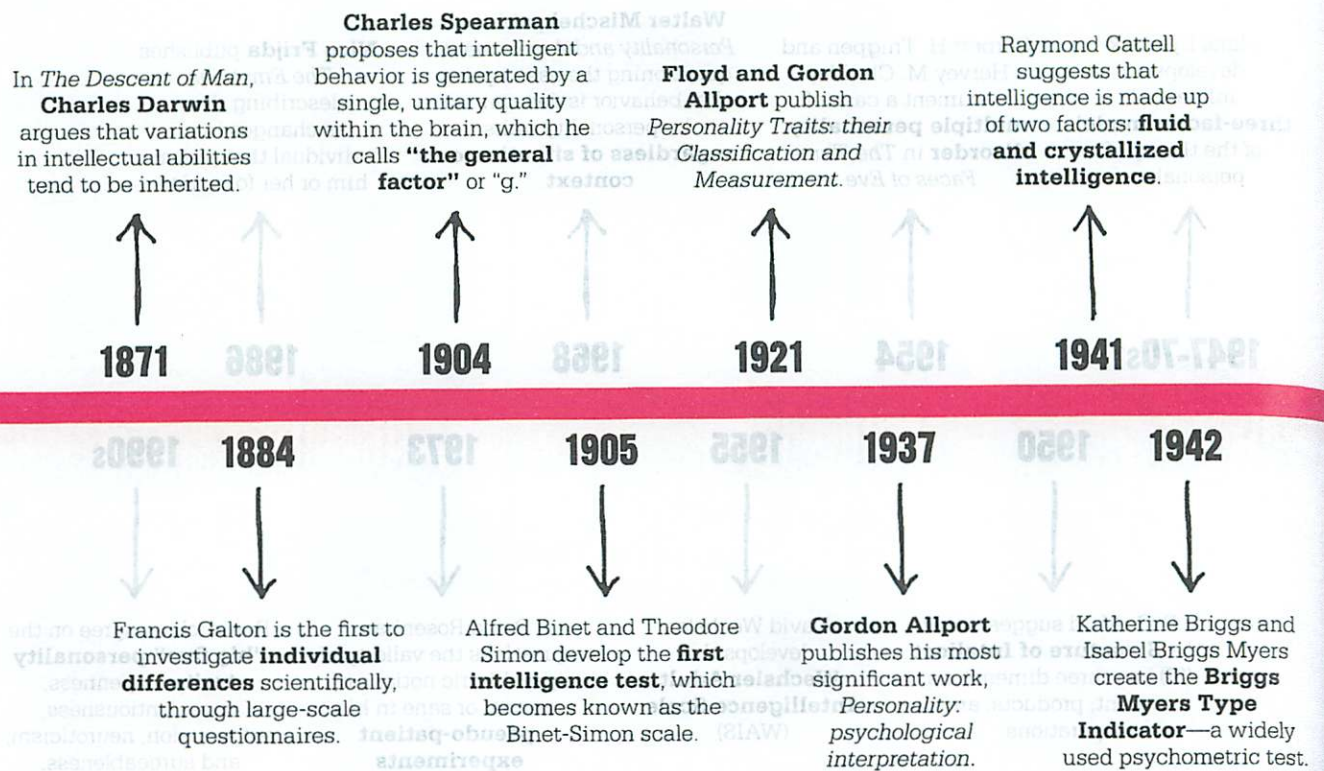 In The Descent of Man,
Charles Darwin
argues that variations
in intellectual abilities
tend to be inherited.
Charles Spearman
proposes that intelligent
behavior is generated by a
single, unitary quality
within the brain, which he
calls "the general
factor" or "g."
Floyd and Gordon
Allport publish
Personality Traits: their
Classification and
Measurement.
Raymond Cattell
suggests that
intelligence is made up
of two factors: fluid
and crystallized
intelligence.
1871
1904
1921
1941
1884
1905
1937
1942
Francis Galton is the first to
investigate individual
differences scientifically,
through large-scale
questionnaires.
Alfred Binet and Theodore
Simon develop the first
intelligence test, which
becomes known as the
Binet-Simon scale.
Gordon Allport
publishes his most
significant work,
Personality:
psychological
interpretation.
Katherine Briggs and
Isabel Briggs Myers
create the Briggs
Myers Type
Indicator—a widely
used psychometric test.